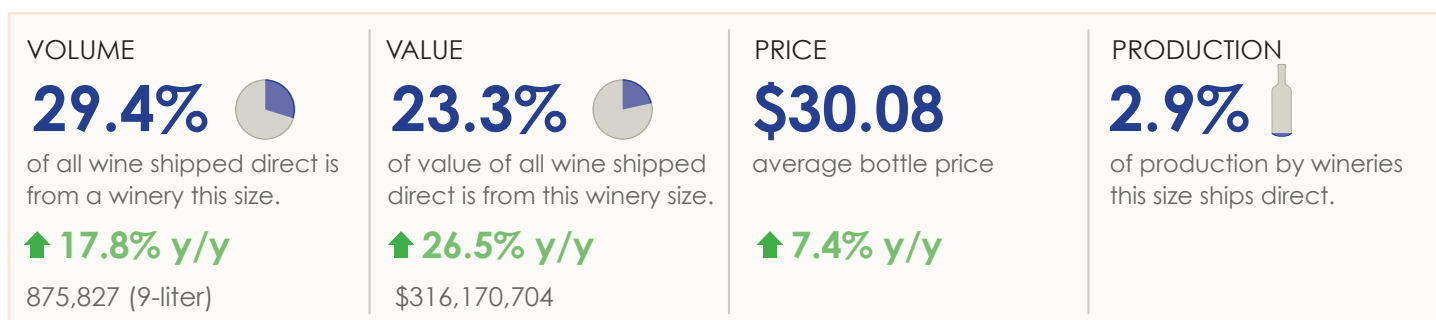 VOLUME
29.4%
of all wine shipped direct is
from a winery this size.
17.8% y/y
875,827 (9-liter)
VALUE
23.3%
of value of all wine shipped
direct is from this winery size.
26.5% y/y
$316,170,704
PRICE
$30.08
average bottle price
7.4% y/y
PRODUCTION
2.9%
of production by wineries
this size ships direct.